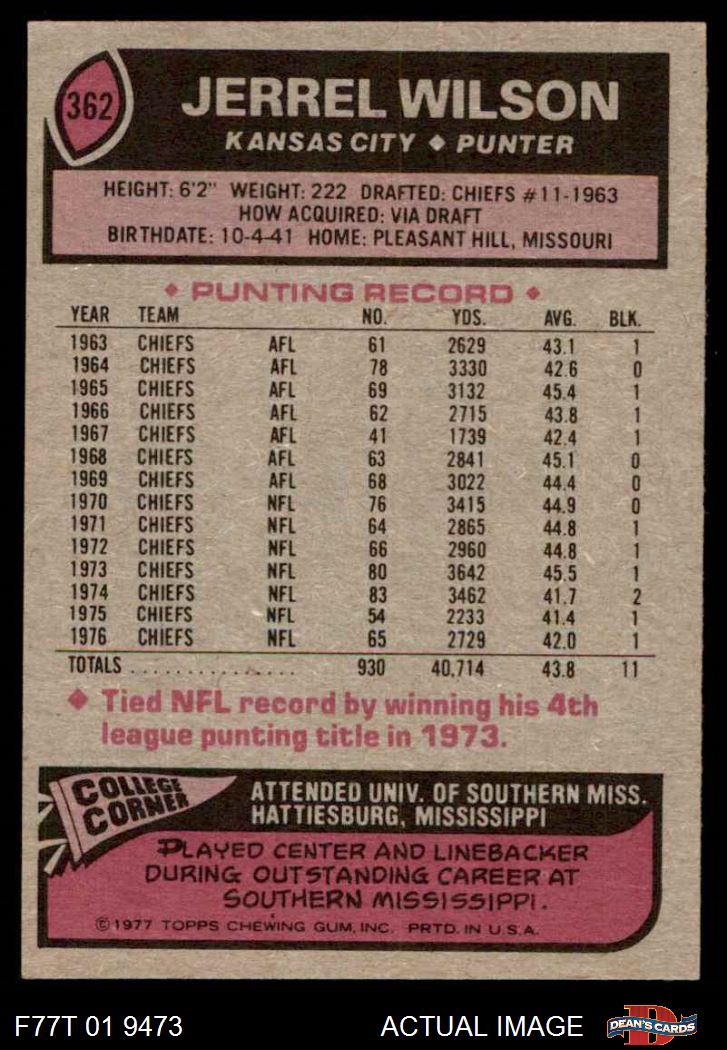 362
JERREL WILSON
KANSAS CITY ◆ PUNTER
HEIGHT: 6'2" WEIGHT: 222 DRAFTED: CHIEFS #11-1963
HOW ACQUIRED: VIA DRAFT
BIRTHDATE: 10-4-41 HOME: PLEASANT HILL, MISSOURI
◆ PUNTING RECORD ◆
YEAR TEAM NO. YDS. AVG. BLK.
1963 CHIEFS AFL 61 2629 43.1 1
1964 CHIEFS AFL 78 3330 42.6 0
1965 CHIEFS AFL 69 3132 45.4 1
1966 CHIEFS AFL 62 2715 43.8 1
1967 CHIEFS AFL 41 1739 42.4 1
1968 CHIEFS AFL 63 2841 45.1 0
1969 CHIEFS AFL 68 3022 44.4 0
1970 CHIEFS NFL 76 3415 44.9 0
1971 CHIEFS NFL 64 2865 44.8 1
1972 CHIEFS NFL 66 2960 44.8 1
1973 CHIEFS NFL 80 3642 45.5 1
1974 CHIEFS NFL 83 3462 41.7 2
1975 CHIEFS NFL 54 2233 41.4 1
1976 CHIEFS NFL 65 2729 42.0 1
TOTALS .............. 930 40,714 43.8 11
◆ Tied NFL record by winning his 4th
league punting title in 1973.
COLLEGE
CORNER
ATTENDED UNIV. OF SOUTHERN MISS.
HATTIESBURG, MISSISSIPPI
PLAYED CENTER AND LINEBACKER
DURING OUTSTANDING CAREER AT
SOUTHERN MISSISSIPPI.
©1977 TOPPS CHEWING GUM, INC. PRTD. IN U.S.A.
F77T 01 9473 ACTUAL IMAGE
D
DEAN'S CARDS